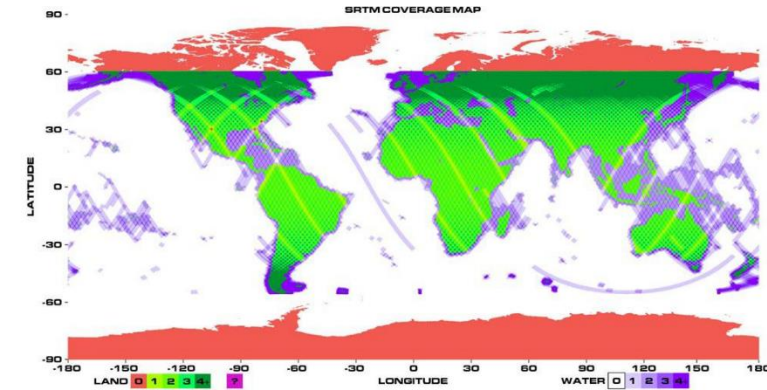 SRTM COVERAGE MAP
90
60
30
0
-30
-60
-90
LATITUDE
-180 -150 -120 -90 -60 -30 0 30 60 90 120 150 180
LAND 0 1 2 3 4+ ? LONGITUDE WATER 0 1 2 3 4+